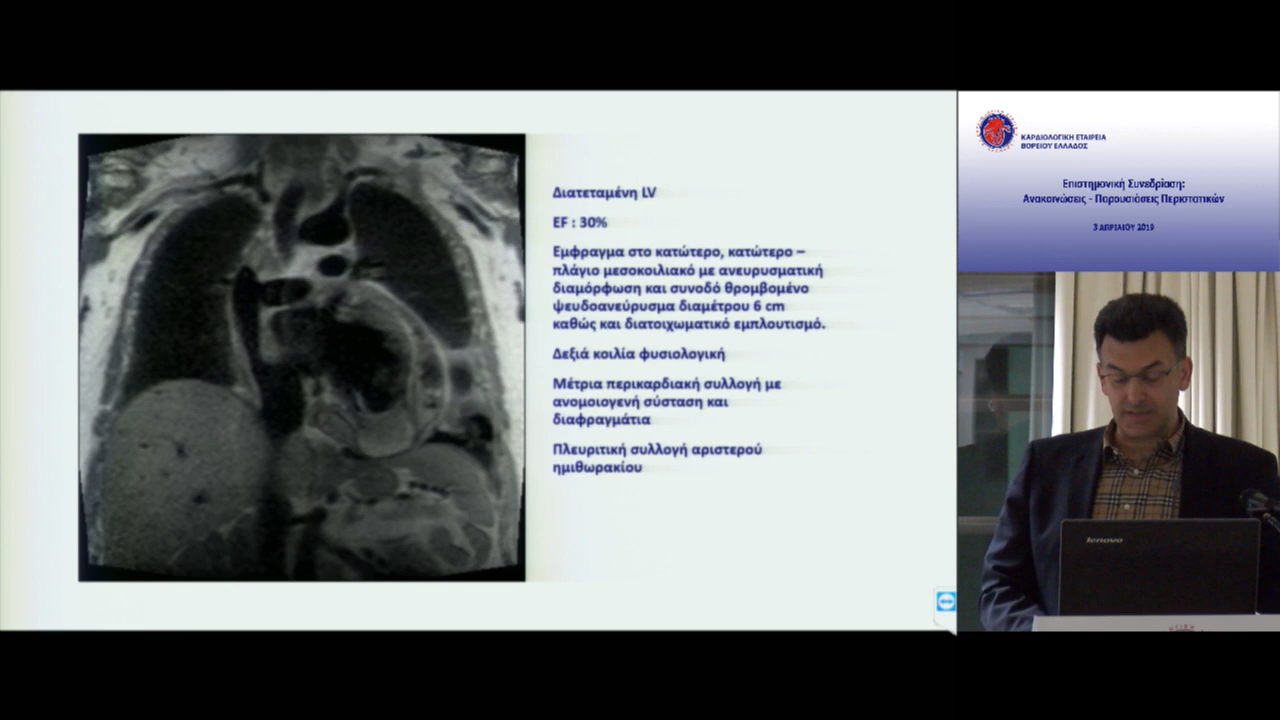 Διατεταμένη LV
EF : 30%
Εμφραγμα στο κατώτερο, κατώτερο –
πλάγιο μεσοκοιλιακό με ανευρυσματική
διαμόρφωση και συνοδό θρομβομένο
ψευδοανεύρυσμα διαμέτρου 6 cm
καθώς και διατοιχωματικό εμπλουτισμό.
Δεξιά κοιλία φυσιολογική
Μέτρια περικαρδιακή συλλογή με
ανομοιογενή σύσταση και
διαφραγμάτια
Πλευριτική συλλογή αριστερού
ημιθωρακίου
ΚΑΡΔΙΟΛΟΓΙΚΗ ΕΤΑΙΡΕΙΑ
ΒΟΡΕΙΟΥ ΕΛΛΑΔΟΣ
Επιστημονική Συνεδρίαση:
Ανακοινώσεις - Παρουσιάσεις Περιστατικών
3 ΑΠΡΙΛΙΟΥ 2019
lenovo